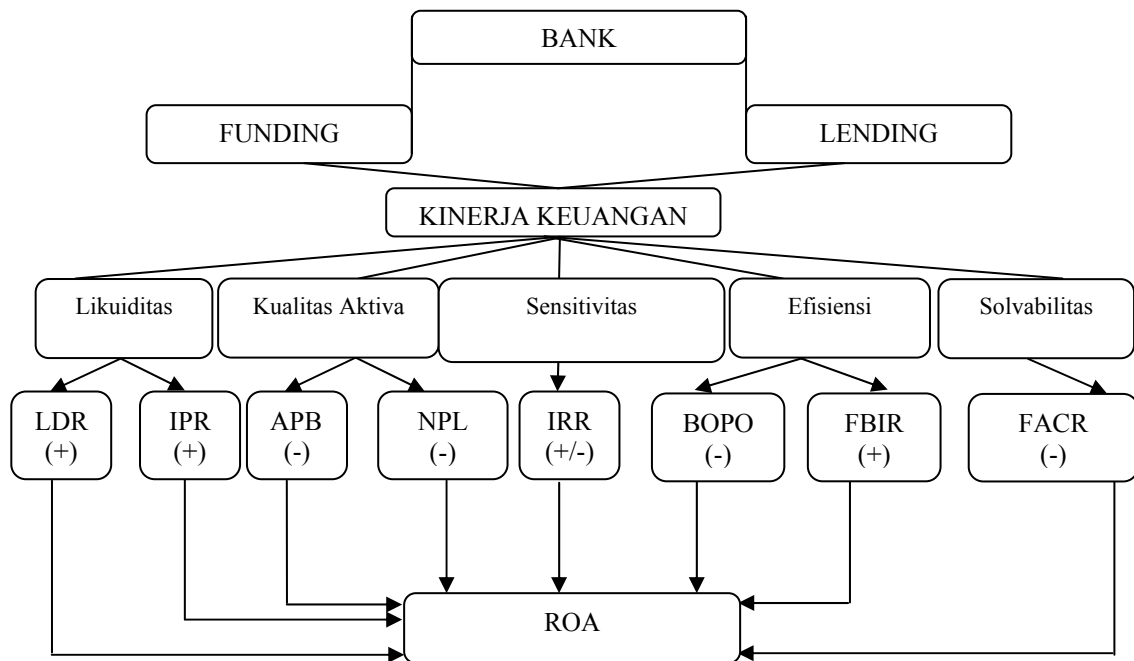 BANK
FUNDING
LENDING
KINERJA KEUANGAN
Likuiditas
Kualitas Aktiva
Sensitivitas
Efisiensi
Solvabilitas
LDR
(+)
IPR
(+)
APB
(-)
NPL
(-)
IRR
(+/-)
BOPO
(-)
FBIR
(+)
FACR
(-)
ROA